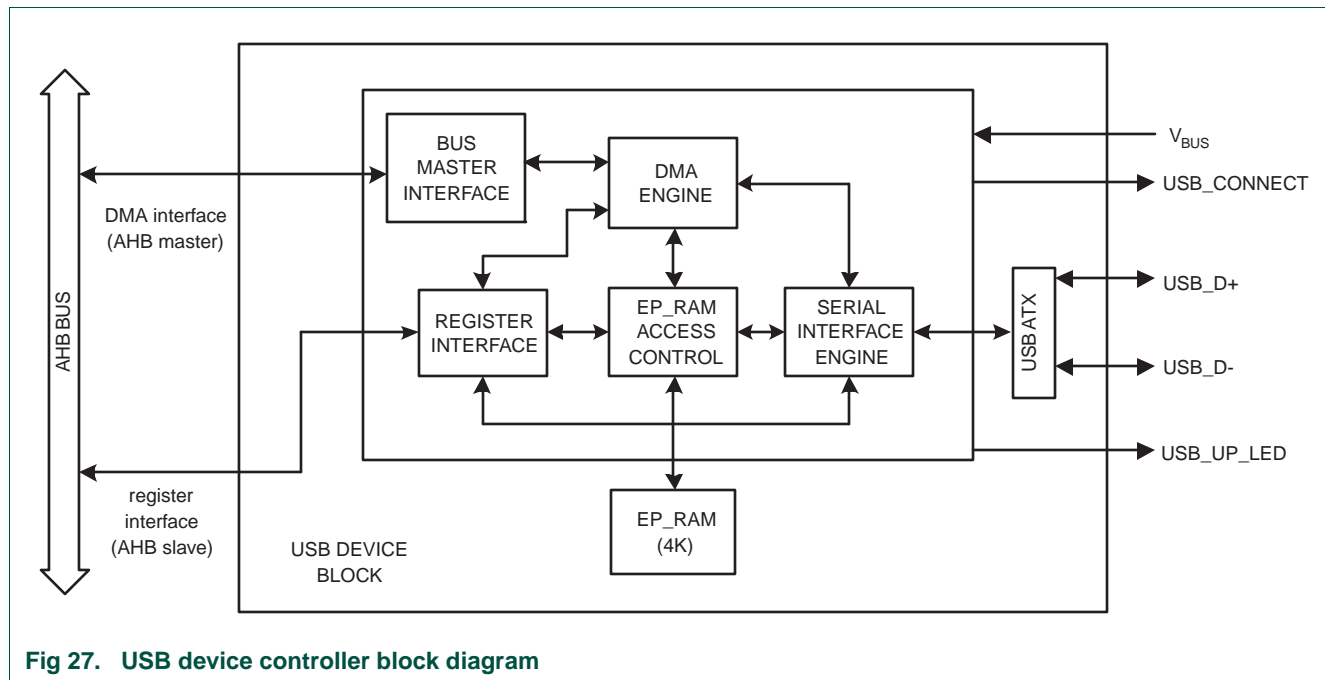 BUS
MASTER
INTERFACE
DMA
ENGINE
V_BUS
USB_CONNECT
DMA interface
(AHB master)
AHB BUS
REGISTER
INTERFACE
EP_RAM
ACCESS
CONTROL
SERIAL
INTERFACE
ENGINE
USB ATX
USB_D+
USB_D-
USB_UP_LED
register
interface
(AHB slave)
USB DEVICE
BLOCK
EP_RAM
(4K)
Fig 27. USB device controller block diagram